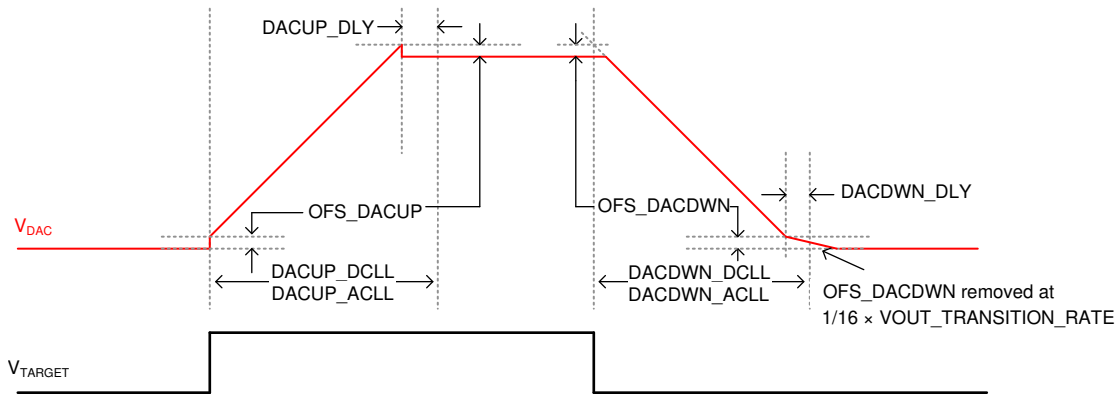 DACUP_DLY
DACDWN_DLY
OFS_DACUP
OFS_DACDWN
VDAC
DACUP_DCLL
DACUP_ACLL
DACDWN_DCLL
DACDWN_ACLL
OFS_DACDWN removed at
1/16 × VOUT_TRANSITION_RATE
VTARGET